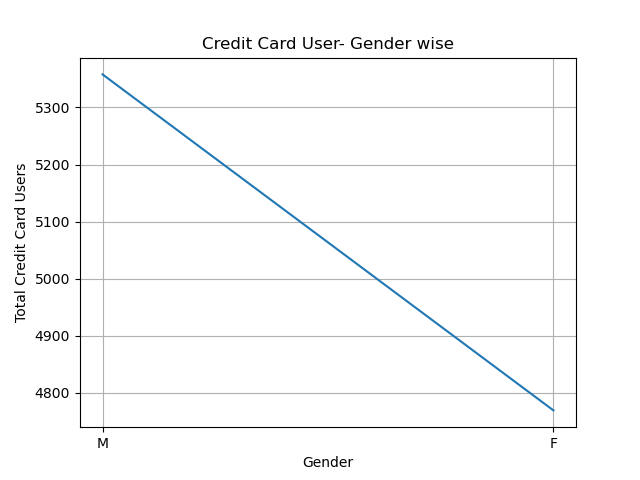 Credit Card User- Gender wise
5300
5200
5100
5000
4900
4800
Total Credit Card Users
M F
Gender